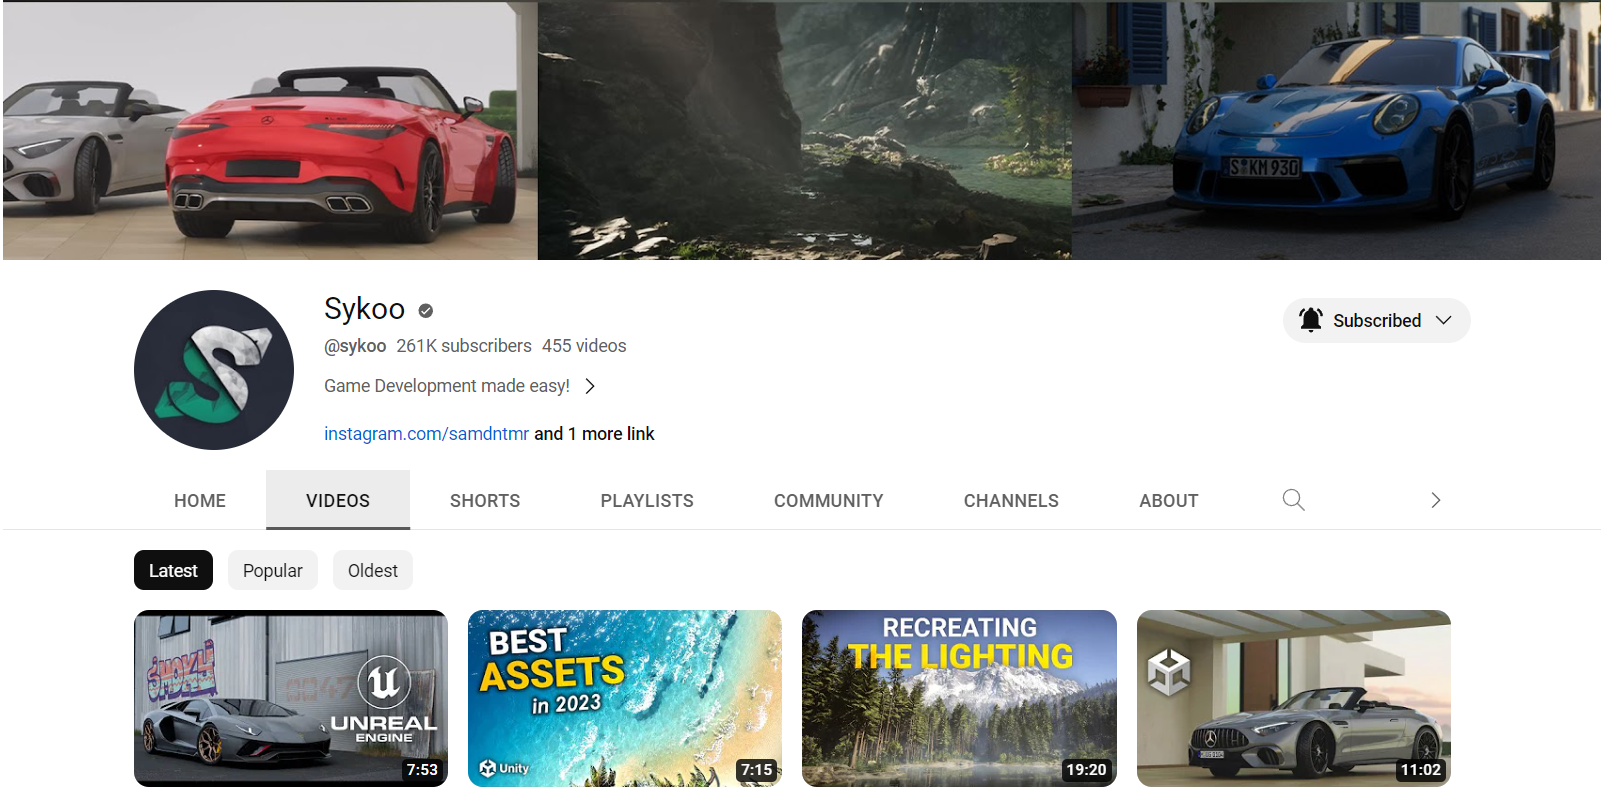 S KM 930
Sykoo
@sykoo 261K subscribers 455 videos
Subscribed
Game Development made easy!
instagram.com/samdntmr and 1 more link
HOME VIDEOS SHORTS PLAYLISTS COMMUNITY CHANNELS ABOUT
Latest Popular Oldest
UNREAL
ENGINE
7:53
BEST
ASSETS
in 2023
Unity
7:15
RECREATING
THE LIGHTING
19:20
11:02